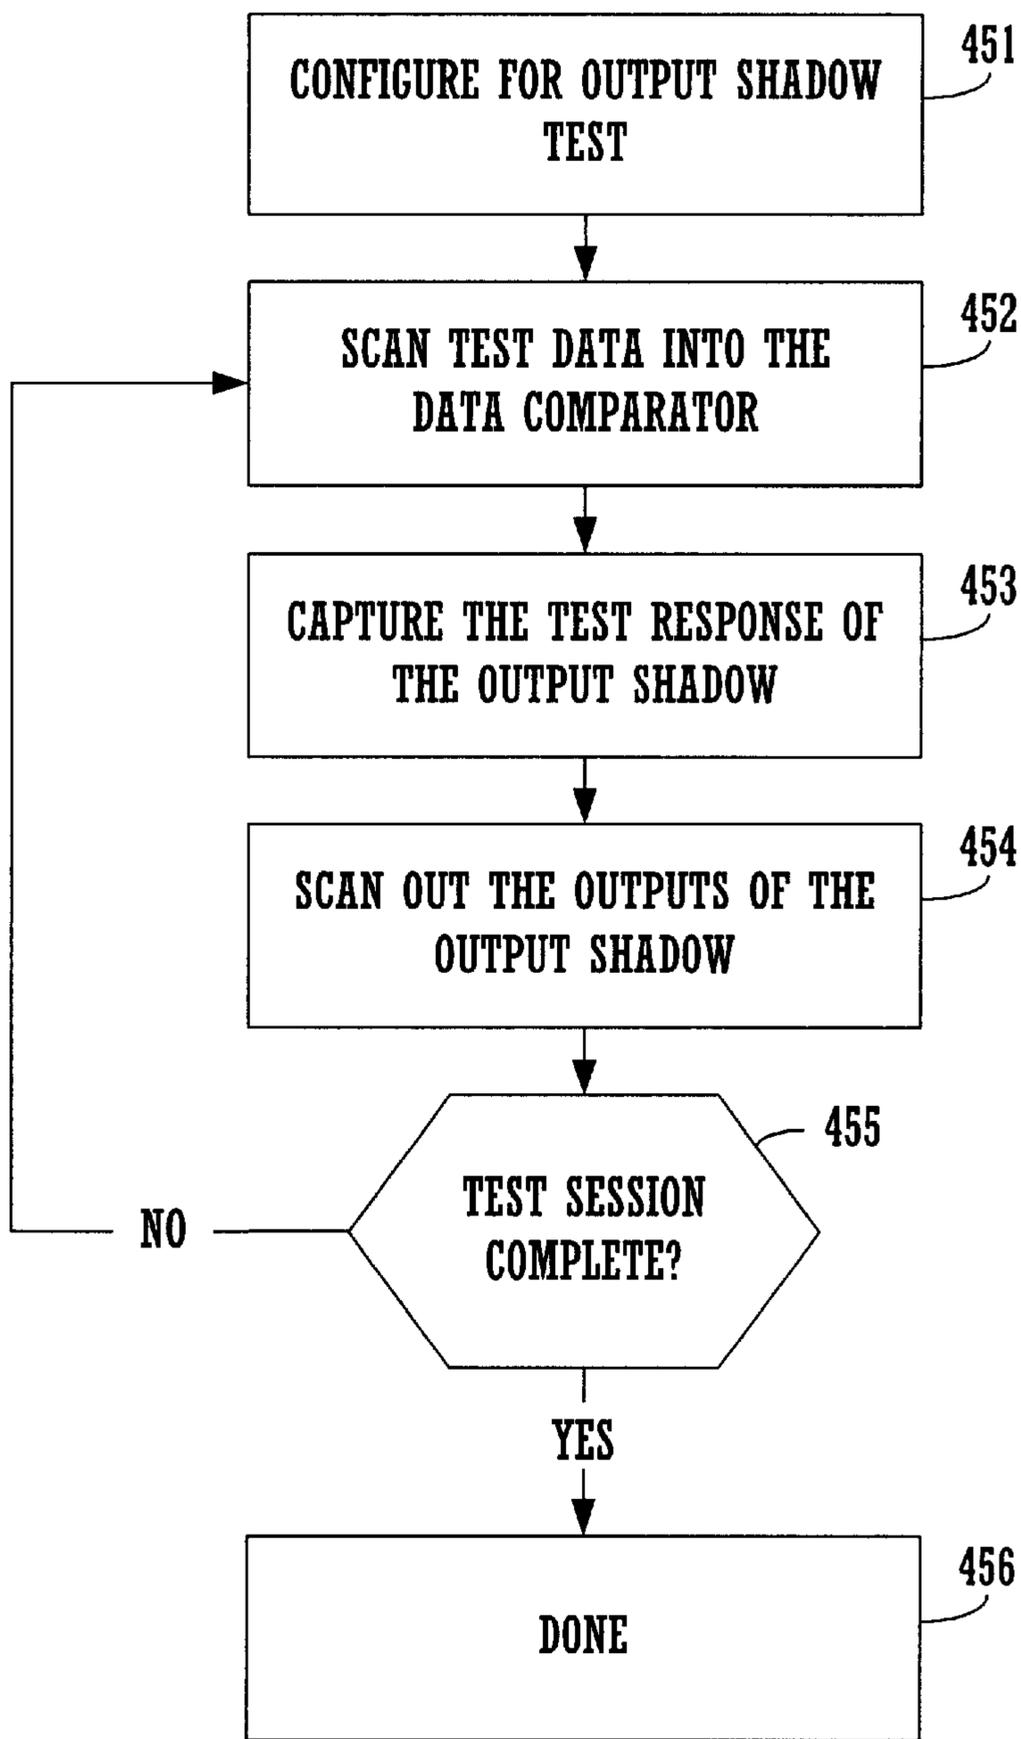 451
CONFIGURE FOR OUTPUT SHADOW
TEST
452
SCAN TEST DATA INTO THE
DATA COMPARATOR
453
CAPTURE THE TEST RESPONSE OF
THE OUTPUT SHADOW
454
SCAN OUT THE OUTPUTS OF THE
OUTPUT SHADOW
455
TEST SESSION
COMPLETE?
NO
YES
456
DONE